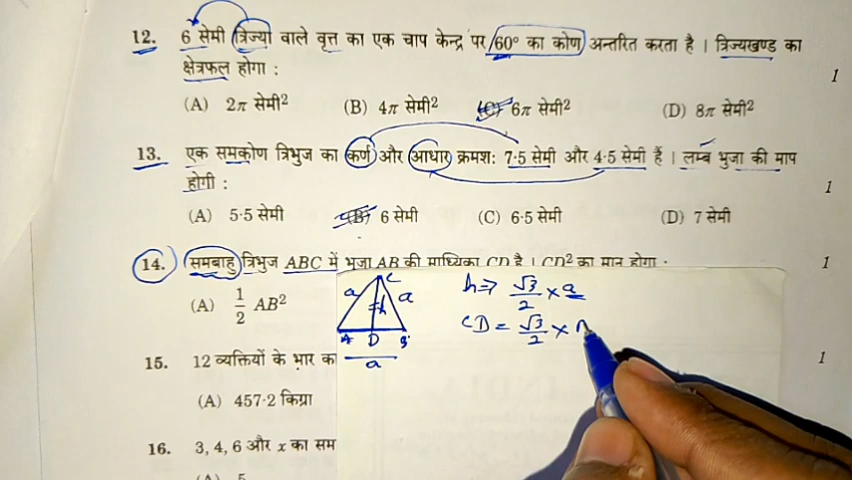 12. 6 सेमी त्रिज्या वाले वृत्त का एक चाप केन्द्र पर 60° का कोण अन्तरित करता है । त्रिज्यखण्ड का
क्षेत्रफल होगा : 1
(A) 2π सेमी² (B) 4π सेमी² (C) 6π सेमी² (D) 8π सेमी²
13. एक समकोण त्रिभुज का कर्ण और आधार क्रमशः 7·5 सेमी और 4·5 सेमी हैं । लम्ब भुजा की माप
होगी : 1
(A) 5·5 सेमी (B) 6 सेमी (C) 6·5 सेमी (D) 7 सेमी
14. समबाहु त्रिभुज ABC में भुजा AB की माध्यिका CD है । CD² का मान होगा : 1
(A) 1/2 AB²
C
a h a
A D B
a
h ⇒ √3/2 × a
CD = √3/2 ×
15. 12 व्यक्तियों के भार का 1
(A) 457·2 किग्रा
16. 3, 4, 6 और x का सम
(A) 5